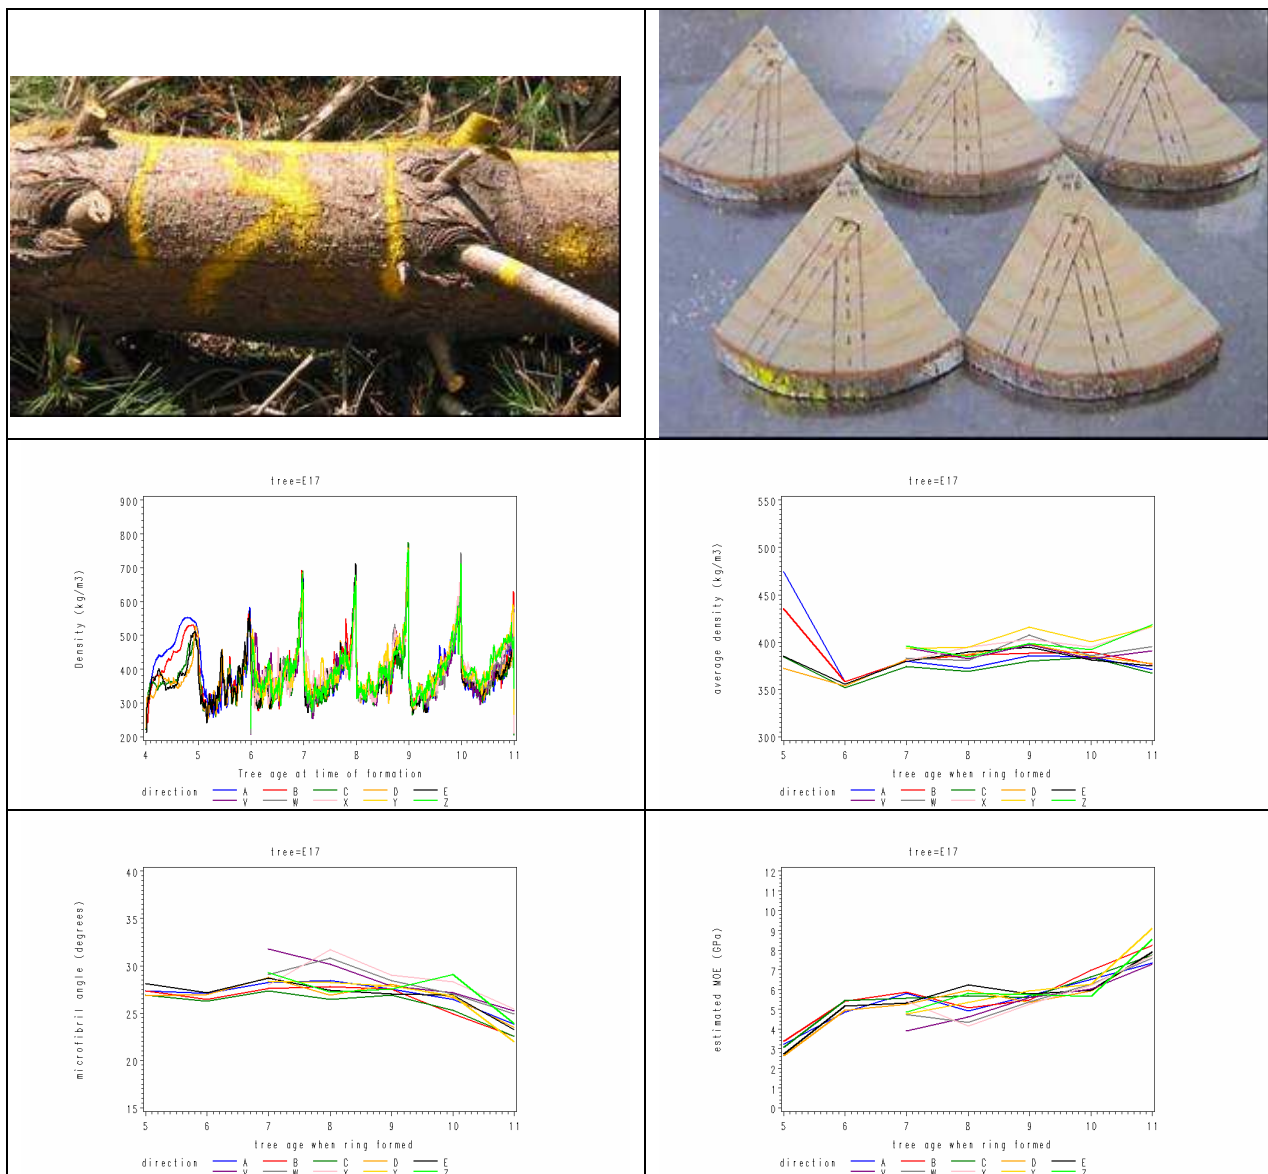 tree=E17
Density (kg/m3)
900
800
700
600
500
400
300
200
4 5 6 7 8 9 10 11
Tree age at time of formation
direction A B C D E
V W X Y Z
tree=E17
average density (kg/m3)
550
500
450
400
350
300
5 6 7 8 9 10 11
tree age when ring formed
direction A B C D E
V W X Y Z
tree=E17
microfibril angle (degrees)
40
35
30
25
20
15
5 6 7 8 9 10 11
tree age when ring formed
direction A B C D E
V W X Y Z
tree=E17
estimated MOE (GPa)
12
11
10
9
8
7
6
5
4
3
2
1
0
5 6 7 8 9 10 11
tree age when ring formed
direction A B C D E
V W X Y Z